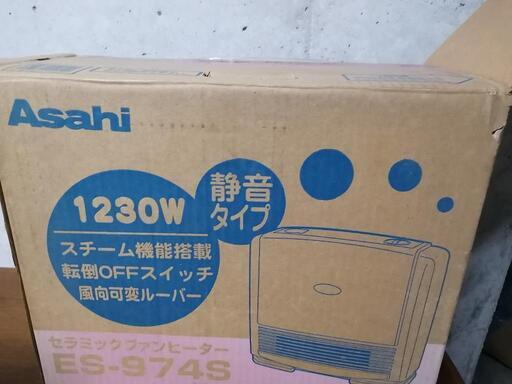 Asahi
1230W
静音
タイプ
スチーム機能搭載
転倒OFFスイッチ
風向可変ルーバー
セラミックファンヒーター
ES-974S